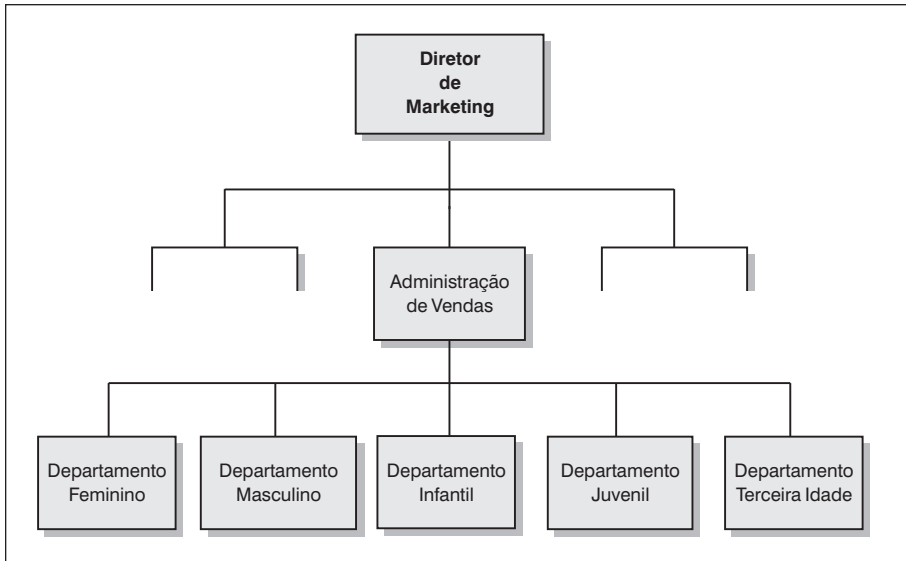 Diretor
de
Marketing
Administração
de Vendas
Departamento
Feminino
Departamento
Masculino
Departamento
Infantil
Departamento
Juvenil
Departamento
Terceira Idade